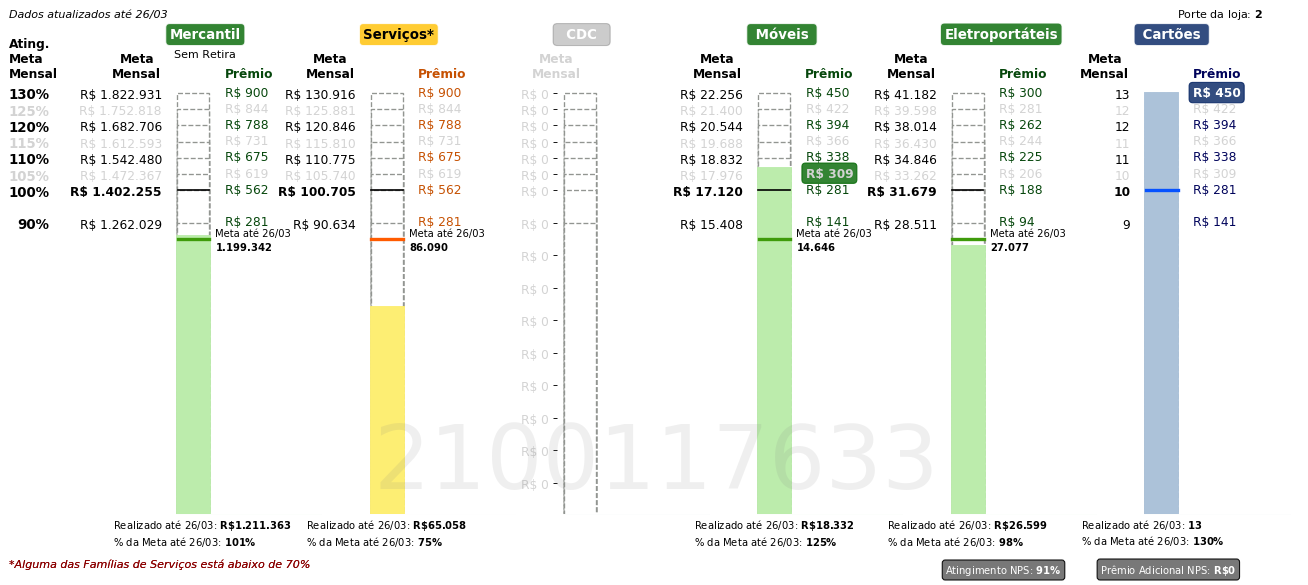 Dados atualizados até 26/03
Porte da loja: 2
Mercantil Serviços* CDC Móveis Eletroportáteis Cartões
Sem Retira
Ating. Meta Mensal
Meta Mensal Prêmio Meta Mensal Prêmio Meta Mensal Meta Mensal Prêmio Meta Mensal Prêmio Meta Mensal Prêmio
130% R$ 1.822.931 R$ 900 R$ 130.916 R$ 900 R$ 0 R$ 22.256 R$ 450 R$ 41.182 R$ 300 13 R$ 450
125% R$ 1.752.818 R$ 844 R$ 125.881 R$ 844 R$ 0 R$ 21.400 R$ 422 R$ 39.598 R$ 281 12 R$ 422
120% R$ 1.682.706 R$ 788 R$ 120.846 R$ 788 R$ 0 R$ 20.544 R$ 394 R$ 38.014 R$ 262 12 R$ 394
115% R$ 1.612.593 R$ 731 R$ 115.810 R$ 731 R$ 0 R$ 19.688 R$ 366 R$ 36.430 R$ 244 11 R$ 366
110% R$ 1.542.480 R$ 675 R$ 110.775 R$ 675 R$ 0 R$ 18.832 R$ 338 R$ 34.846 R$ 225 11 R$ 338
105% R$ 1.472.367 R$ 619 R$ 105.740 R$ 619 R$ 0 R$ 17.976 R$ 309 R$ 33.262 R$ 206 10 R$ 309
100% R$ 1.402.255 R$ 562 R$ 100.705 R$ 562 R$ 0 R$ 17.120 R$ 281 R$ 31.679 R$ 188 10 R$ 281
90% R$ 1.262.029 R$ 281 R$ 90.634 R$ 281 R$ 0 R$ 15.408 R$ 141 R$ 28.511 R$ 94 9 R$ 141
Meta até 26/03 Meta até 26/03 Meta até 26/03 Meta até 26/03
1.199.342 86.090 14.646 27.077
R$ 0
R$ 0
R$ 0
R$ 0
R$ 0
R$ 0
R$ 0
R$ 0
2100117633
Realizado até 26/03: R$1.211.363 Realizado até 26/03: R$65.058 Realizado até 26/03: R$18.332 Realizado até 26/03: R$26.599 Realizado até 26/03: 13
% da Meta até 26/03: 101% % da Meta até 26/03: 75% % da Meta até 26/03: 125% % da Meta até 26/03: 98% % da Meta até 26/03: 130%
*Alguma das Famílias de Serviços está abaixo de 70%
Atingimento NPS: 91% Prêmio Adicional NPS: R$0